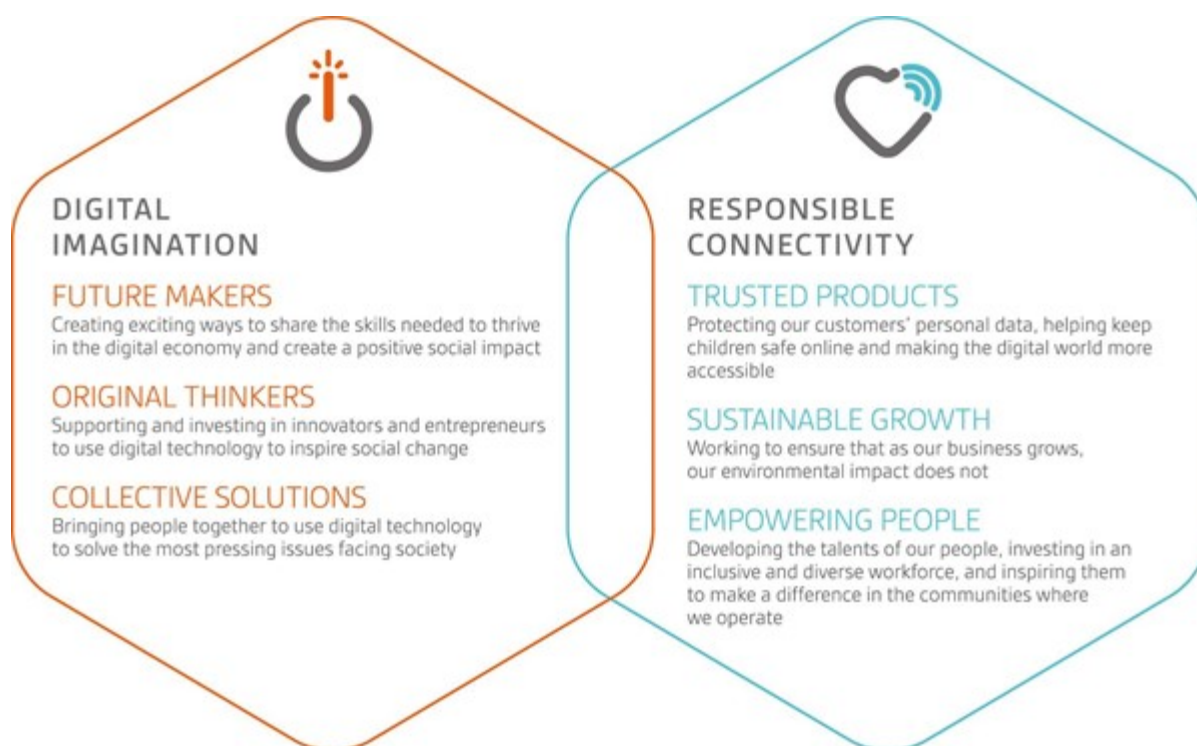 DIGITAL
IMAGINATION
FUTURE MAKERS
Creating exciting ways to share the skills needed to thrive
in the digital economy and create a positive social impact
ORIGINAL THINKERS
Supporting and investing in innovators and entrepreneurs
to use digital technology to inspire social change
COLLECTIVE SOLUTIONS
Bringing people together to use digital technology
to solve the most pressing issues facing society
RESPONSIBLE
CONNECTIVITY
TRUSTED PRODUCTS
Protecting our customers' personal data, helping keep
children safe online and making the digital world more
accessible
SUSTAINABLE GROWTH
Working to ensure that as our business grows,
our environmental impact does not
EMPOWERING PEOPLE
Developing the talents of our people, investing in an
inclusive and diverse workforce, and inspiring them
to make a difference in the communities where
we operate